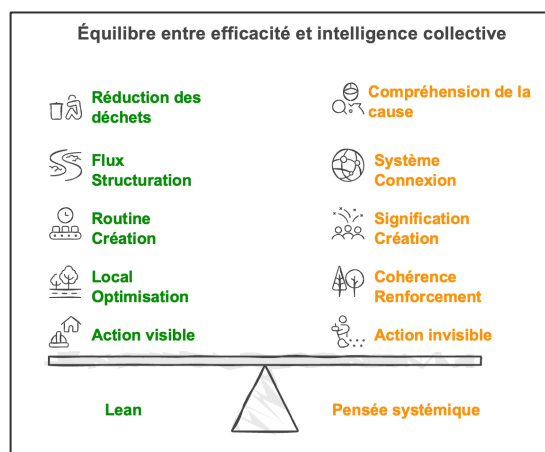 Équilibre entre efficacité et intelligence collective
Réduction des
déchets
Compréhension de la
cause
Flux
Structuration
Système
Connexion
Routine
Création
Signification
Création
Local
Optimisation
Cohérence
Renforcement
Action visible
Action invisible
Lean
Pensée systémique